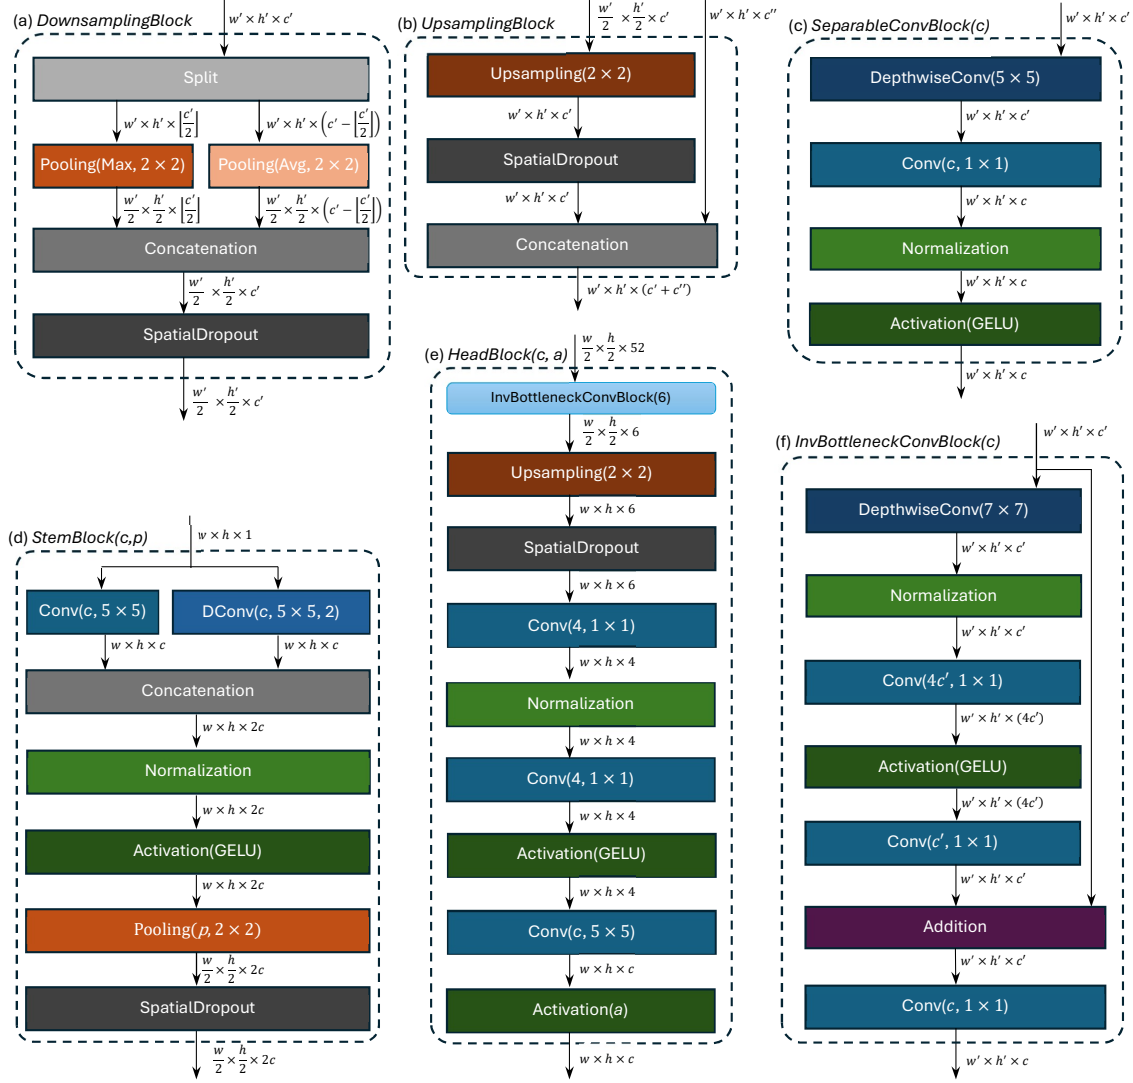 (a) DownsamplingBlock
w′ × h′ × c′
Split
w′ × h′ × ⌊c′/2⌋
w′ × h′ × (c′ − ⌊c′/2⌋)
Pooling(Max, 2 × 2)
Pooling(Avg, 2 × 2)
w′/2 × h′/2 × ⌊c′/2⌋
w′/2 × h′/2 × (c′ − ⌊c′/2⌋)
Concatenation
w′/2 × h′/2 × c′
SpatialDropout
w′/2 × h′/2 × c′
(b) UpsamplingBlock
w′/2 × h′/2 × c′
w′ × h′ × c′′
Upsampling(2 × 2)
w′ × h′ × c′
SpatialDropout
w′ × h′ × c′
Concatenation
w′ × h′ × (c′ + c′′)
(c) SeparableConvBlock(c)
w′ × h′ × c′
DepthwiseConv(5 × 5)
w′ × h′ × c′
Conv(c, 1 × 1)
w′ × h′ × c
Normalization
w′ × h′ × c
Activation(GELU)
w′ × h′ × c
(d) StemBlock(c,p)
w × h × 1
Conv(c, 5 × 5)
DConv(c, 5 × 5, 2)
w × h × c
w × h × c
Concatenation
w × h × 2c
Normalization
w × h × 2c
Activation(GELU)
w × h × 2c
Pooling(p, 2 × 2)
w/2 × h/2 × 2c
SpatialDropout
w/2 × h/2 × 2c
(e) HeadBlock(c, a)
w/2 × h/2 × 52
InvBottleneckConvBlock(6)
w/2 × h/2 × 6
Upsampling(2 × 2)
w × h × 6
SpatialDropout
w × h × 6
Conv(4, 1 × 1)
w × h × 4
Normalization
w × h × 4
Conv(4, 1 × 1)
w × h × 4
Activation(GELU)
w × h × 4
Conv(c, 5 × 5)
w × h × c
Activation(a)
w × h × c
(f) InvBottleneckConvBlock(c)
w′ × h′ × c′
DepthwiseConv(7 × 7)
w′ × h′ × c′
Normalization
w′ × h′ × c′
Conv(4c′, 1 × 1)
w′ × h′ × (4c′)
Activation(GELU)
w′ × h′ × (4c′)
Conv(c′, 1 × 1)
w′ × h′ × c′
Addition
w′ × h′ × c′
Conv(c, 1 × 1)
w′ × h′ × c